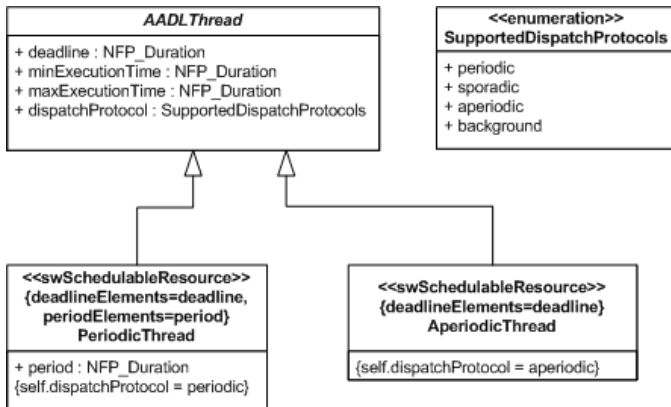 AADLThread
+ deadline : NFP_Duration
+ minExecutionTime : NFP_Duration
+ maxExecutionTime : NFP_Duration
+ dispatchProtocol : SupportedDispatchProtocols
<<enumeration>>
SupportedDispatchProtocols
+ periodic
+ sporadic
+ aperiodic
+ background
<<swSchedulableResource>>
{deadlineElements=deadline,
periodElements=period}
PeriodicThread
+ period : NFP_Duration
{self.dispatchProtocol = periodic}
<<swSchedulableResource>>
{deadlineElements=deadline}
AperiodicThread
{self.dispatchProtocol = aperiodic}